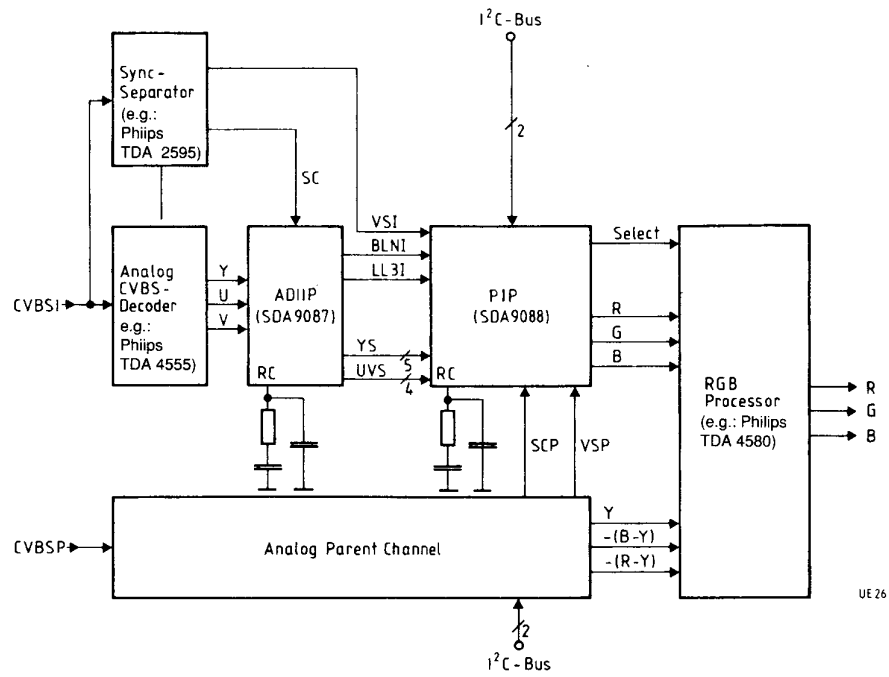 I²C-Bus
2
Sync-
Separator
(e.g.:
Phiips
TDA 2595)
SC
VSI
BLNI
LL3I
Select
Analog
CVBS-
Decoder
e.g.:
Phiips
TDA 4555)
CVBSI
Y
U
V
ADIIP
(SDA9087)
RC
YS
5
UVS
4
PIP
(SDA9088)
RC
R
G
B
SCP
VSP
RGB
Processor
(e.g.: Philips
TDA 4580)
R
G
B
CVBSP
Analog Parent Channel
Y
-(B-Y)
-(R-Y)
2
I²C-Bus
UE 26